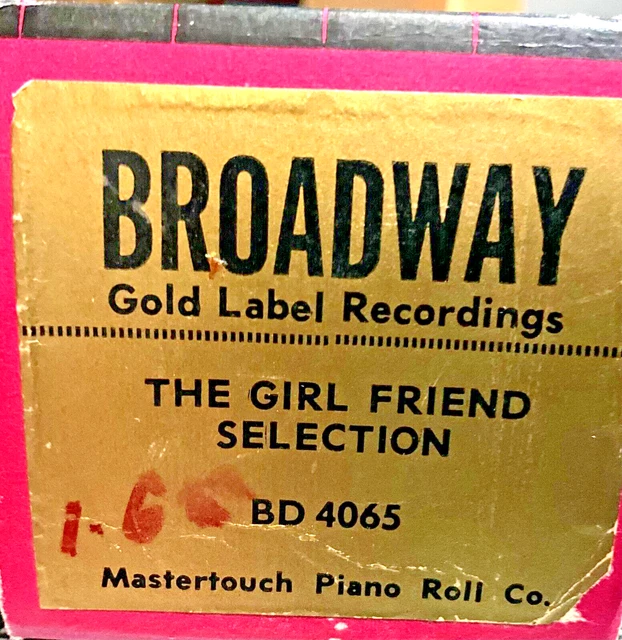 BROADWAY
Gold Label Recordings
THE GIRL FRIEND
SELECTION
BD 4065
Mastertouch Piano Roll Co.